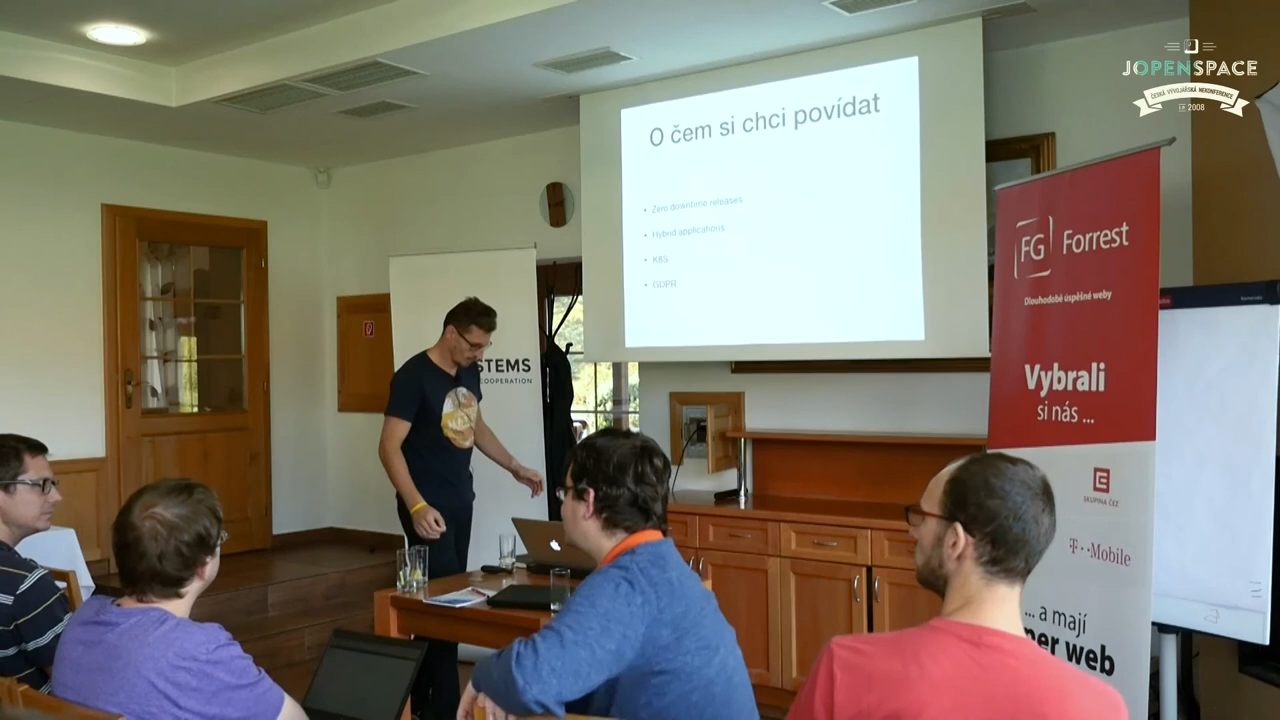 JOPENSPACE
ČESKÁ VÝVOJÁŘSKÁ NEKONFERENCE
2008
O čem si chci povídat
• Zero downtime releases
• Hybrid applications
• K8S
• GDPR
STEMS
COOPERATION
FG Forrest
Dlouhodobě úspěšné weby
Vybrali
si nás ...
SKUPINA ČEZ
T··Mobile
... a mají
per web